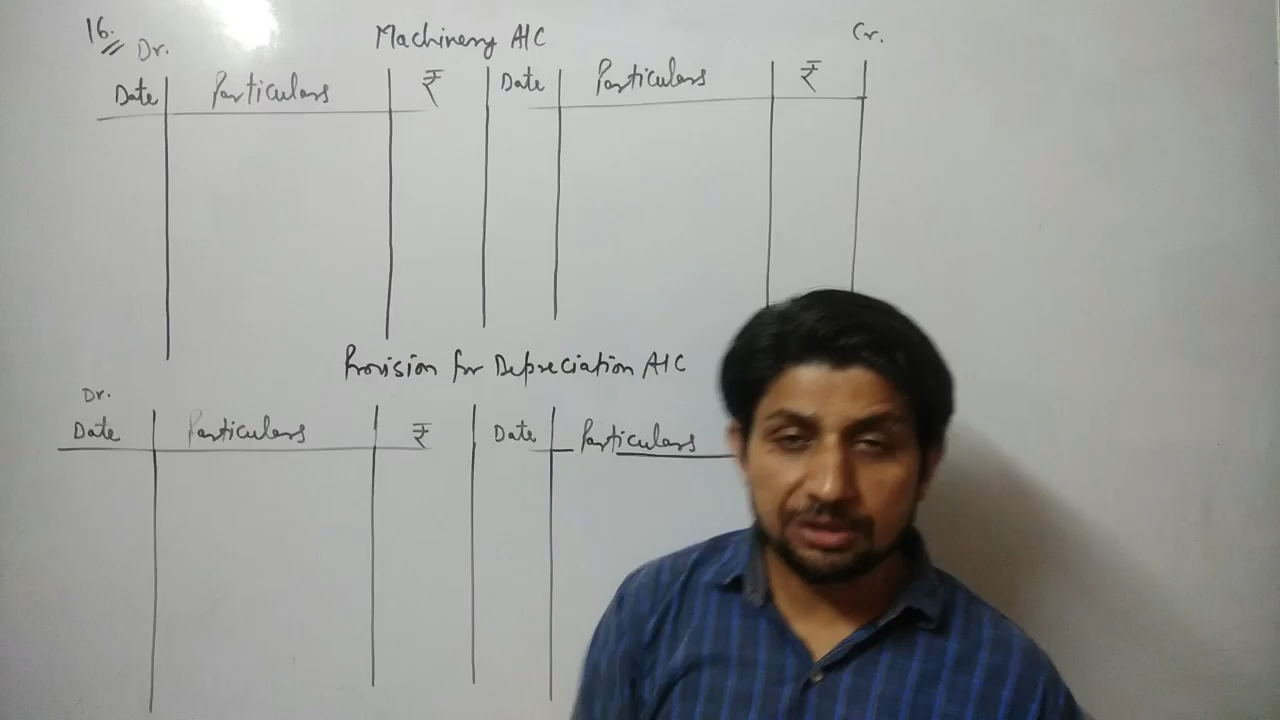 16.
Dr. Machinery A/C Cr.
Date Particulars ₹ Date Particulars ₹
Provision for Depreciation A/C
Dr.
Date Particulars ₹ Date Particulars